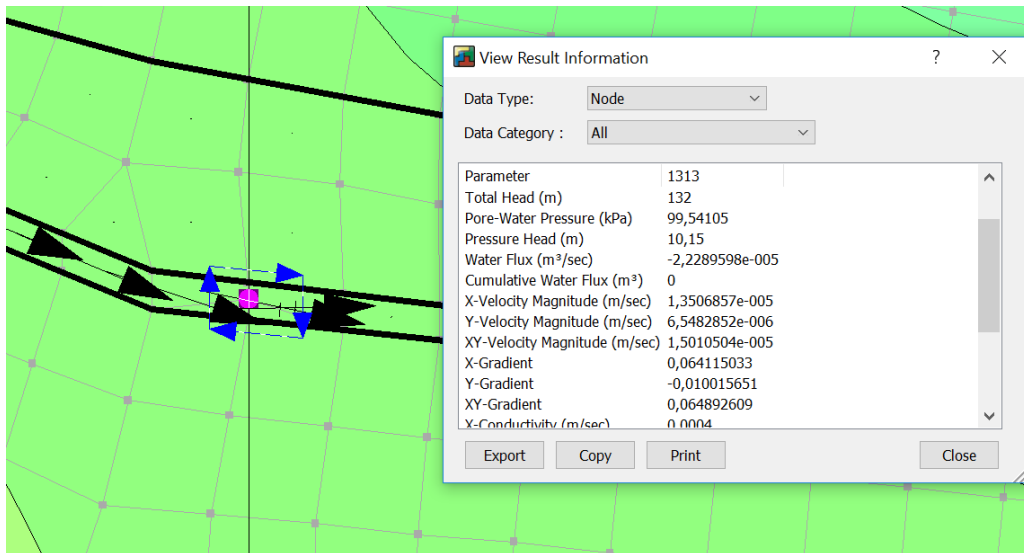 View Result Information
?
Data Type: Node
Data Category : All
Parameter 1313
Total Head (m) 132
Pore-Water Pressure (kPa) 99,54105
Pressure Head (m) 10,15
Water Flux (m³/sec) -2,2289598e-005
Cumulative Water Flux (m³) 0
X-Velocity Magnitude (m/sec) 1,3506857e-005
Y-Velocity Magnitude (m/sec) 6,5482852e-006
XY-Velocity Magnitude (m/sec) 1,5010504e-005
X-Gradient 0,064115033
Y-Gradient -0,010015651
XY-Gradient 0,064892609
X-Conductivity (m/sec) 0,0004
Export Copy Print Close